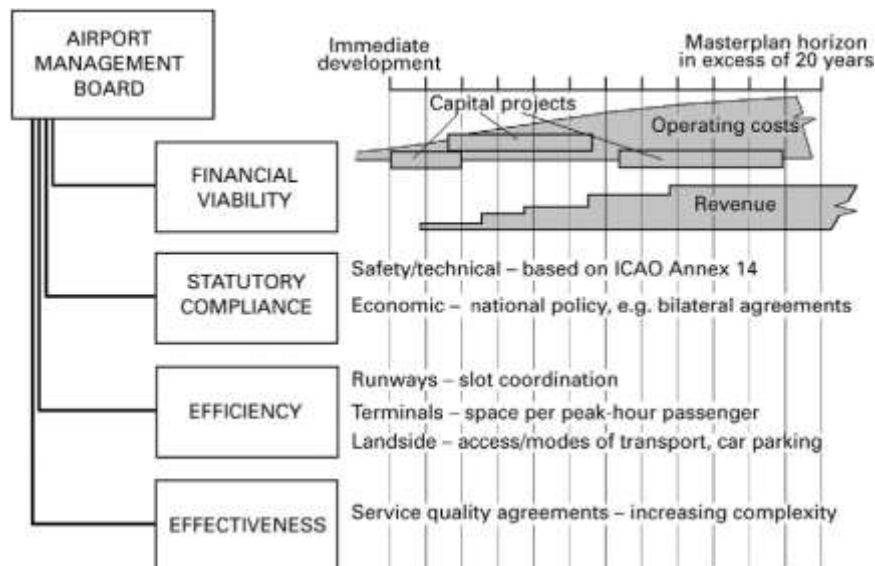 AIRPORT
MANAGEMENT
BOARD
Immediate
development
Masterplan horizon
in excess of 20 years
Capital projects
Operating costs
FINANCIAL
VIABILITY
Revenue
STATUTORY
COMPLIANCE
Safety/technical – based on ICAO Annex 14
Economic – national policy, e.g. bilateral agreements
EFFICIENCY
Runways – slot coordination
Terminals – space per peak-hour passenger
Landside – access/modes of transport, car parking
EFFECTIVENESS
Service quality agreements – increasing complexity